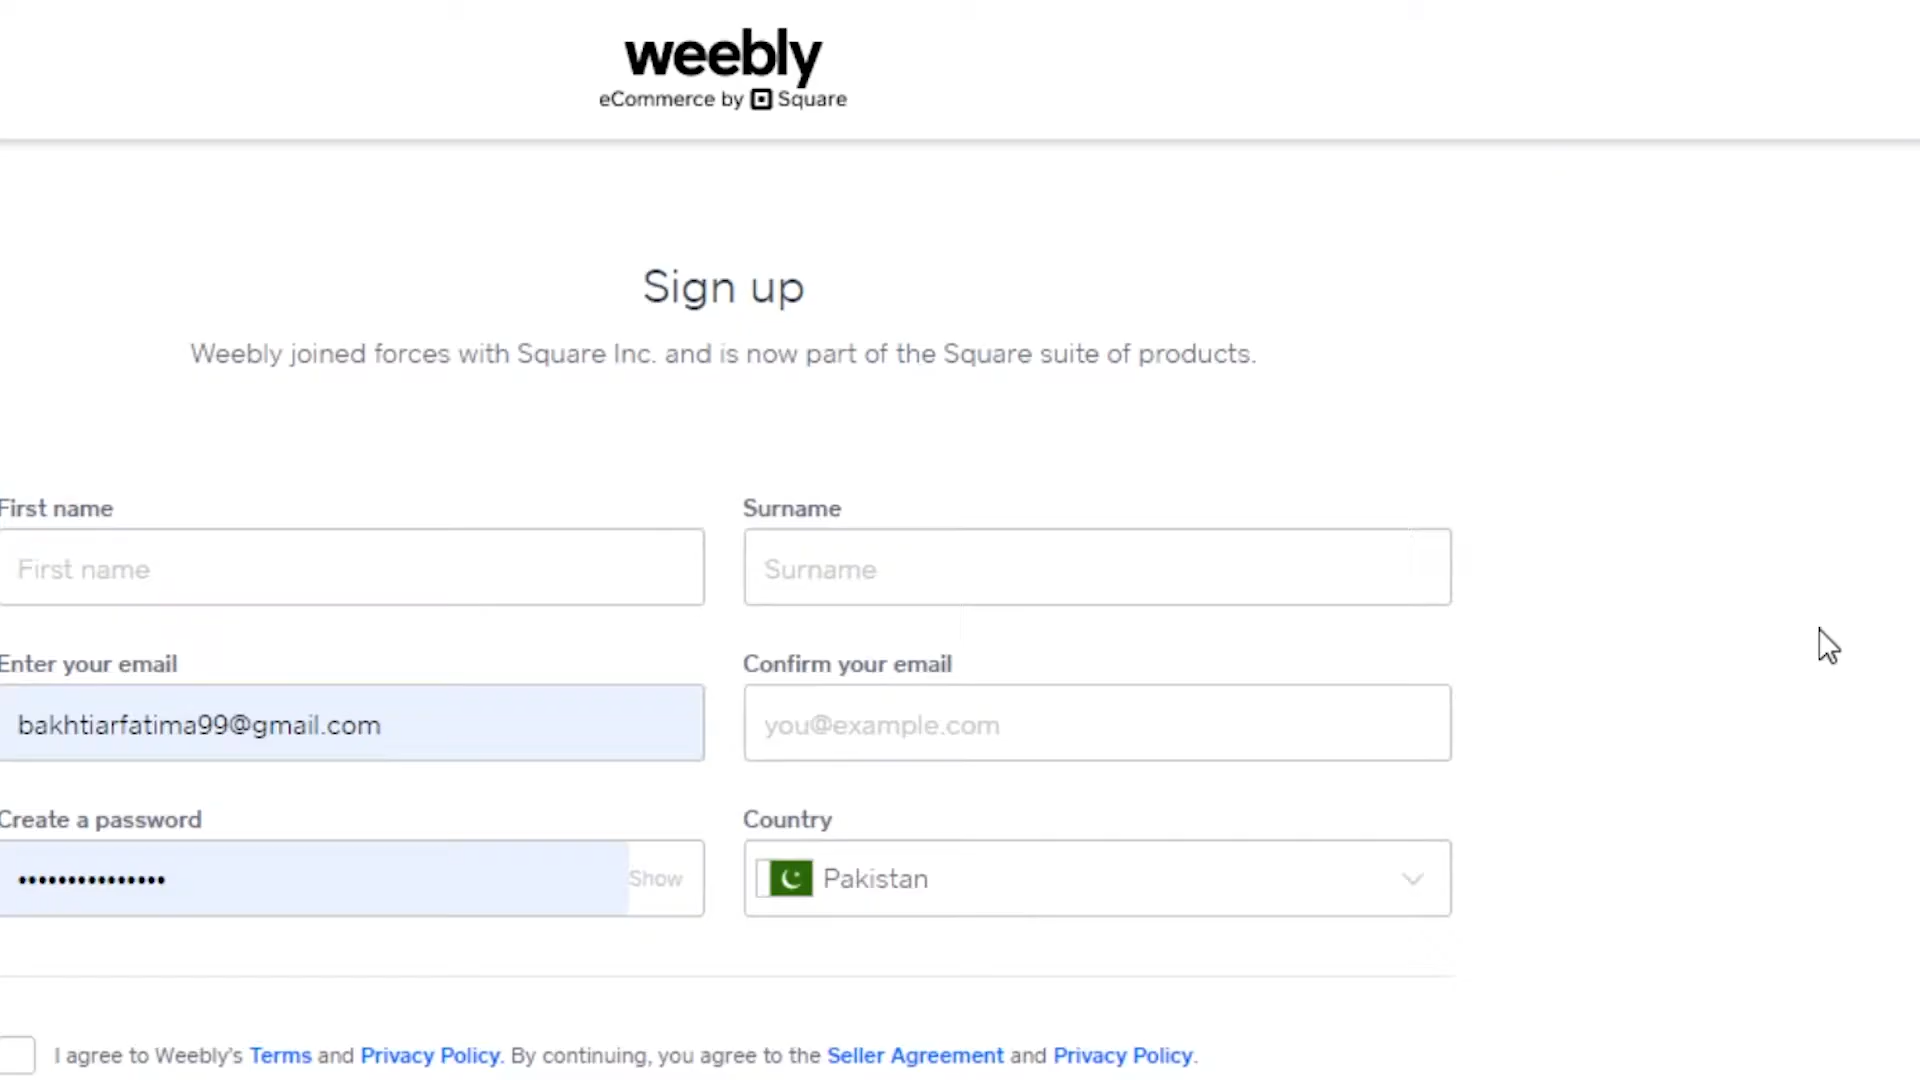 weebly
eCommerce by Square
Sign up
Weebly joined forces with Square Inc. and is now part of the Square suite of products.
First name Surname
First name Surname
Enter your email Confirm your email
bakhtiarfatima99@gmail.com you@example.com
Create a password Country
••••••••••••••• Show Pakistan
I agree to Weebly's Terms and Privacy Policy. By continuing, you agree to the Seller Agreement and Privacy Policy.